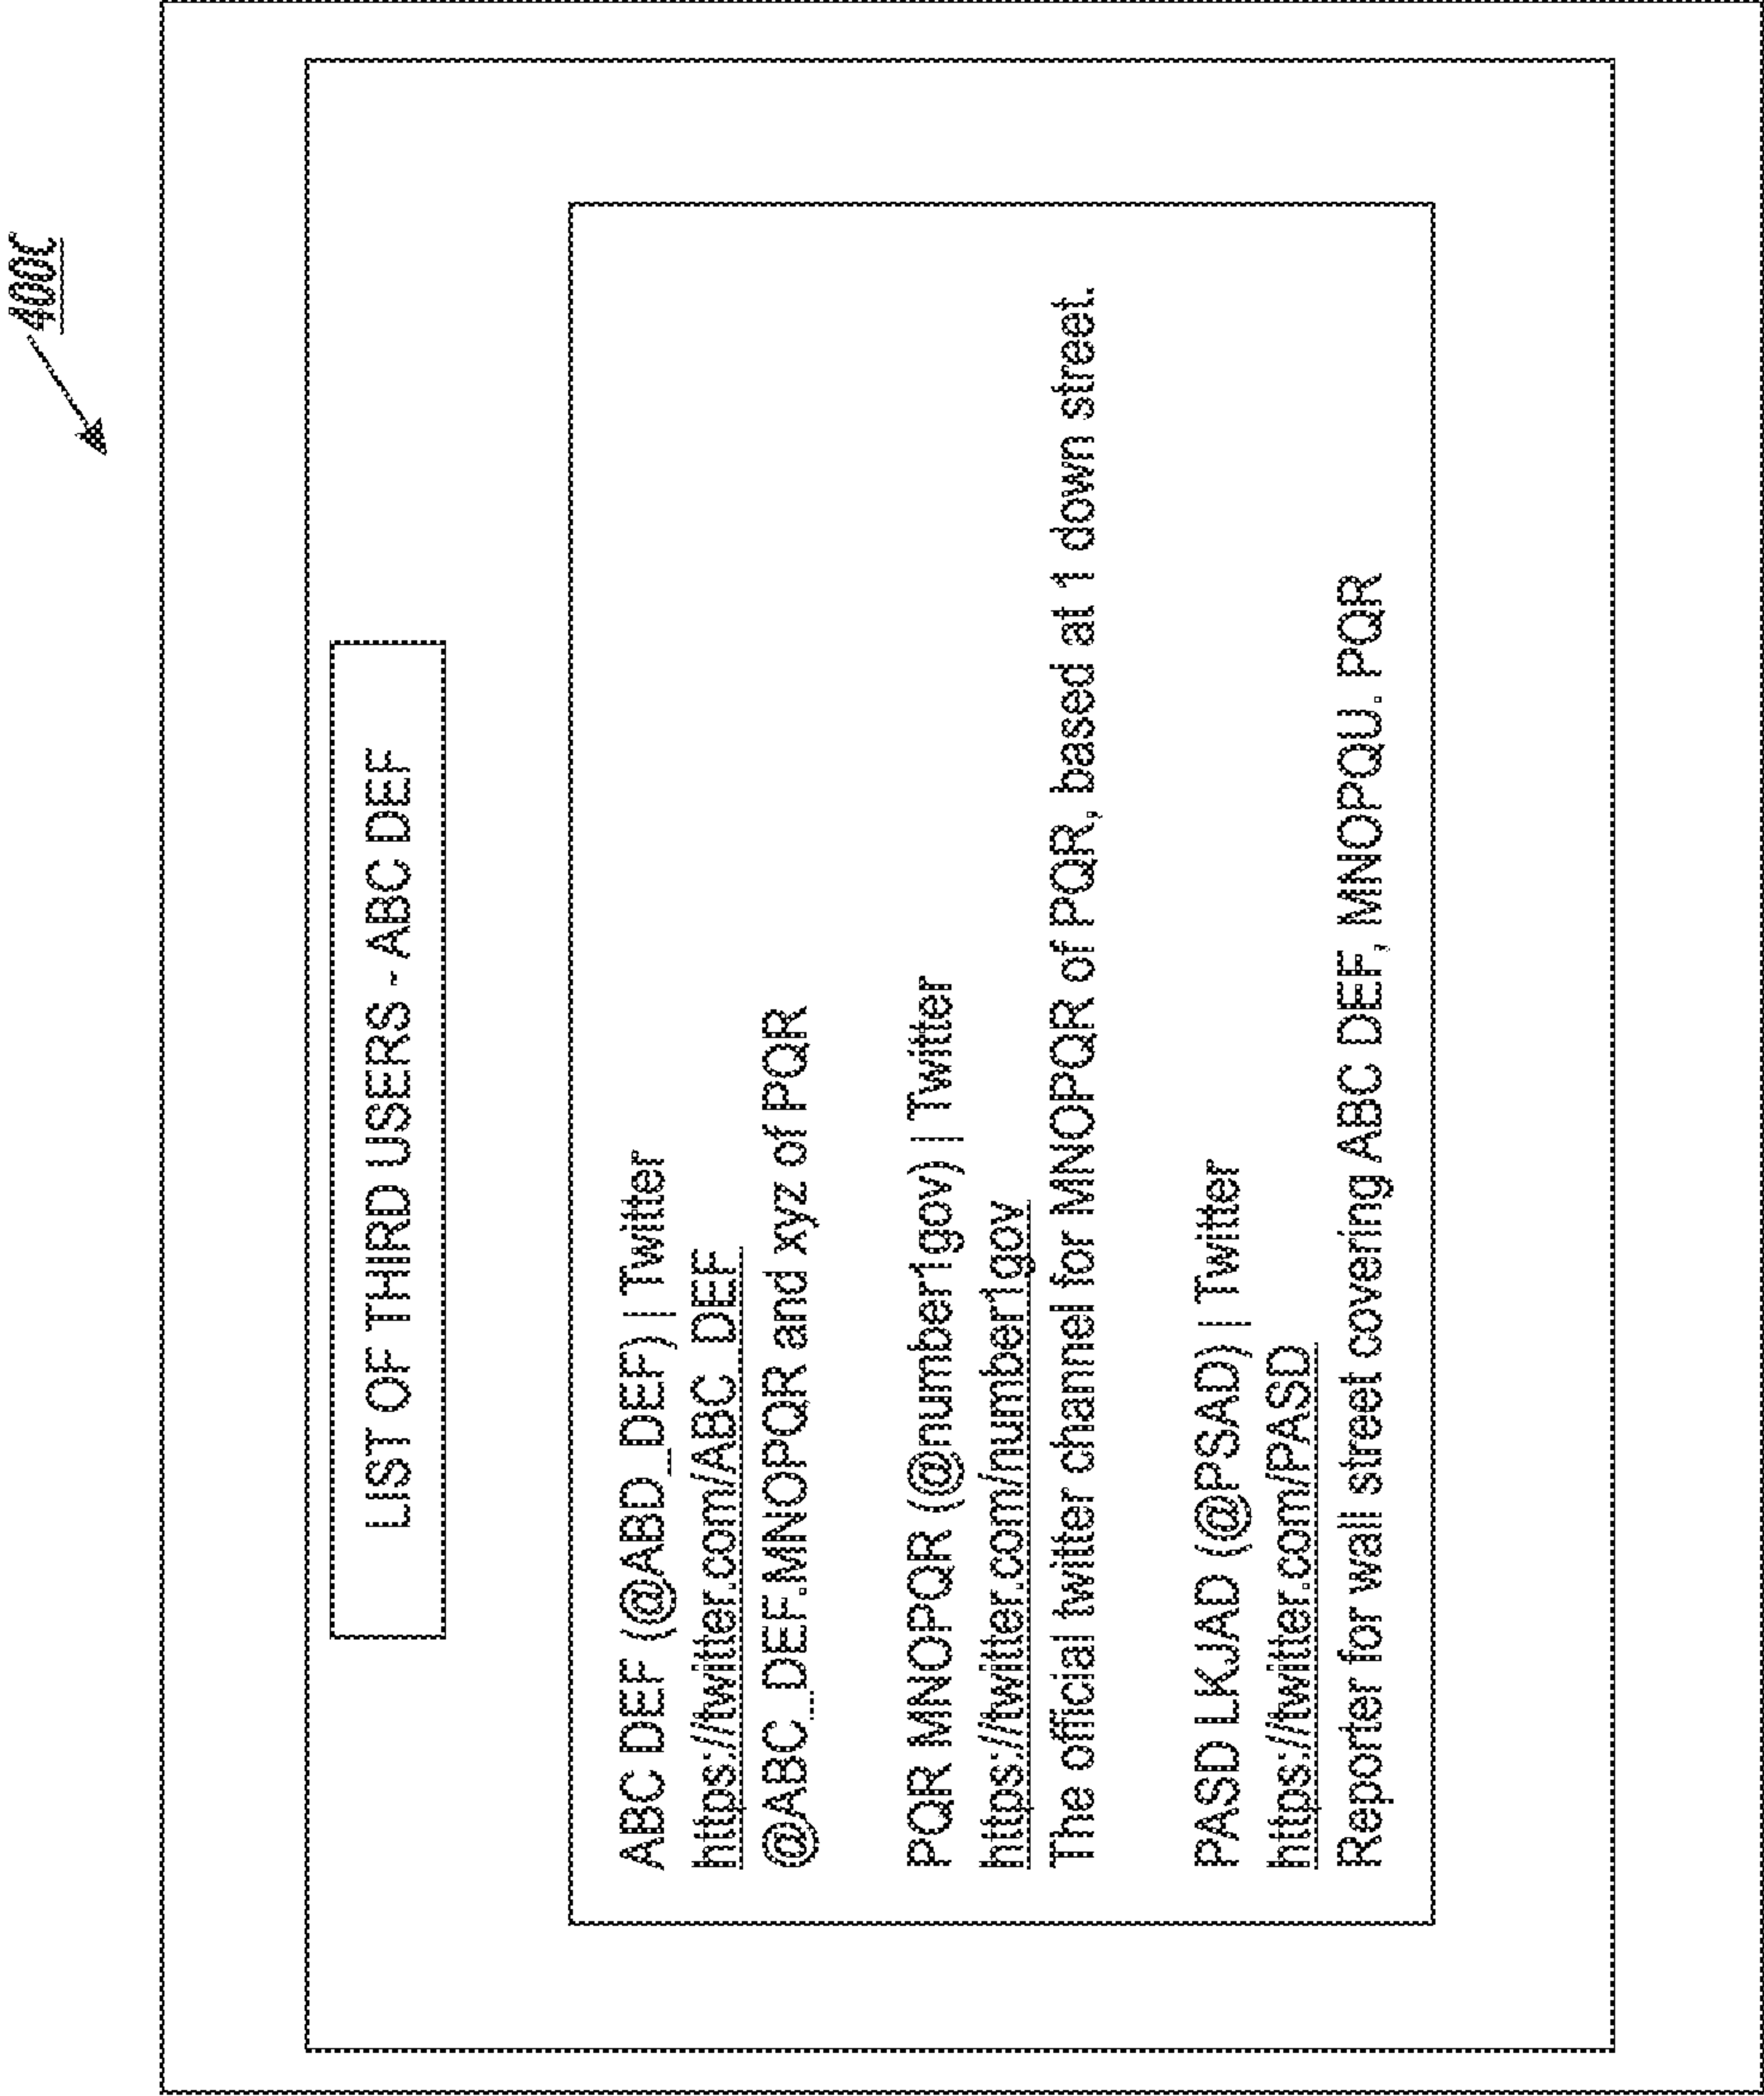 400C
LIST OF THIRD USERS - ABC DEF
ABC DEF (@ABD_DEF) | Twitter
https://twitter.com/ABC_DEF
@ABC_DEF.MNOPQR and xyz of PQR
PQR MNOPQR (@number1gov) | Twitter
https://twitter.com/number1gov
The official twitter channel for MNOPQR of PQR, based at 1 down street.
PASD LKJAD (@PSAD) | Twitter
https://twitter.com/PASD
Reporter for wall street covering ABC DEF, MNOPQU. PQR